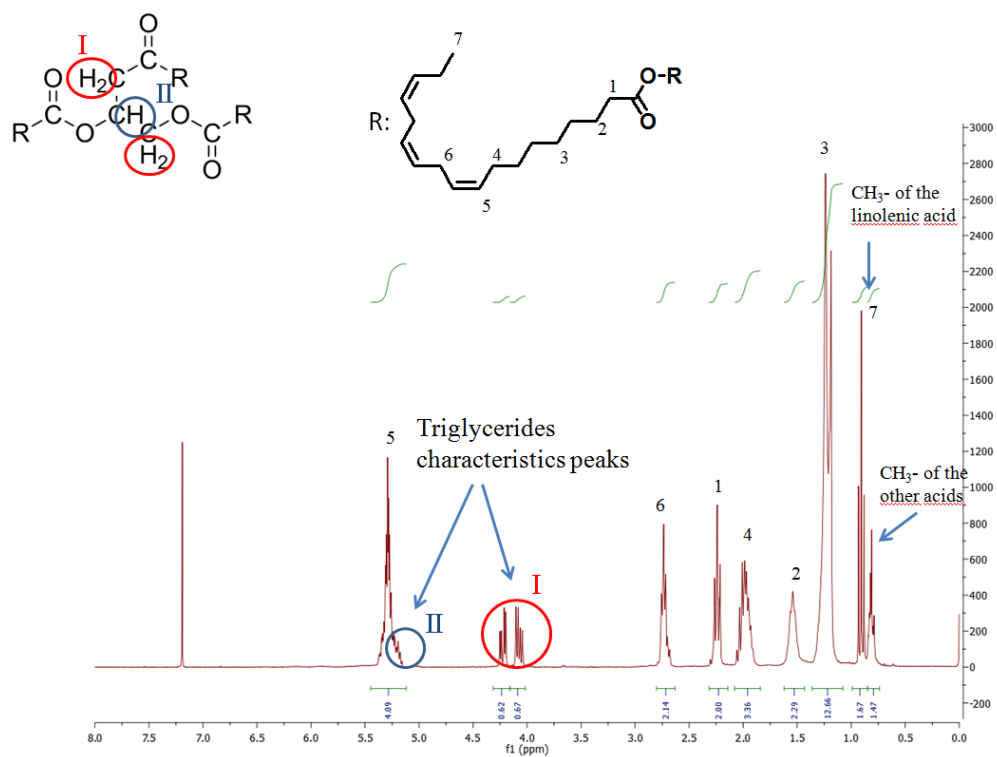 I
O
C
R
O
H₂
C
II
H
R
O
O
R
H₂
O
7
R:
O-R
O
1
2
3
4
5
6
3
CH₃- of the
linolenic acid
7
Triglycerides
characteristics peaks
5
II
I
6
1
4
2
CH₃- of the
other acids
3000
2800
2600
2400
2200
2000
1800
1600
1400
1200
1000
800
600
400
200
0
-200
4.09
0.62
0.67
2.14
2.00
3.36
2.29
12.66
1.67
1.47
8.0 7.5 7.0 6.5 6.0 5.5 5.0 4.5 4.0 3.5 3.0 2.5 2.0 1.5 1.0 0.5 0.0
f1 (ppm)